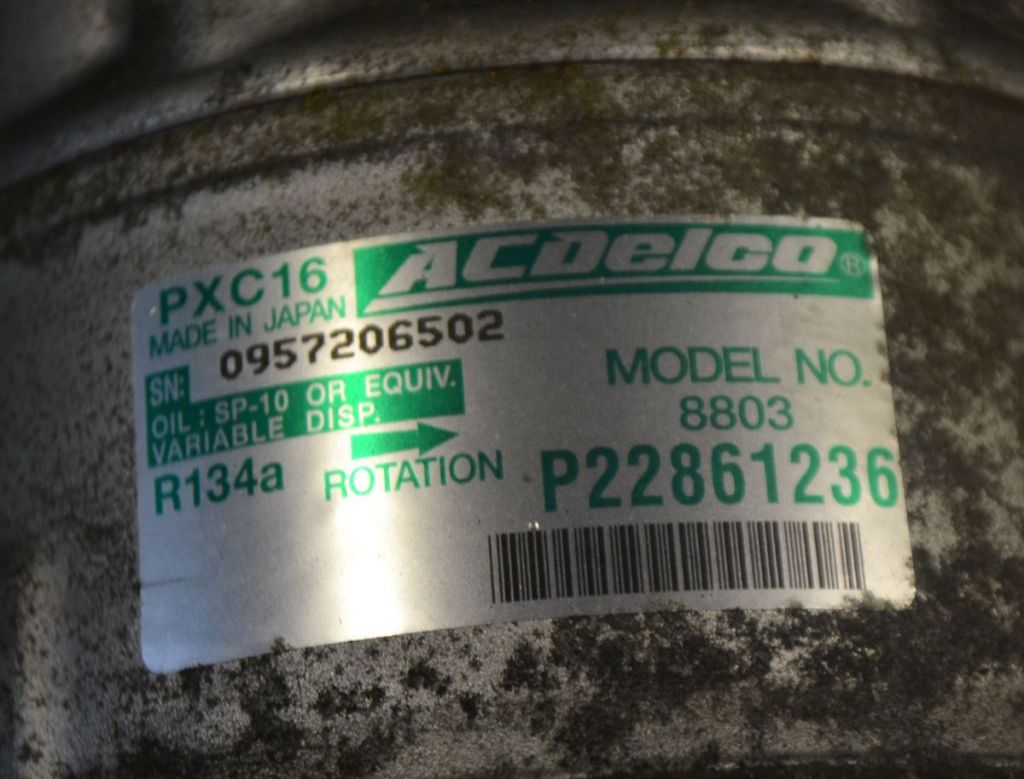 PXC16
ACDelco®
MADE IN JAPAN
SN: 0957206502
OIL : SP-10 OR EQUIV.
VARIABLE DISP.
R134a
ROTATION
MODEL NO.
8803
P22861236